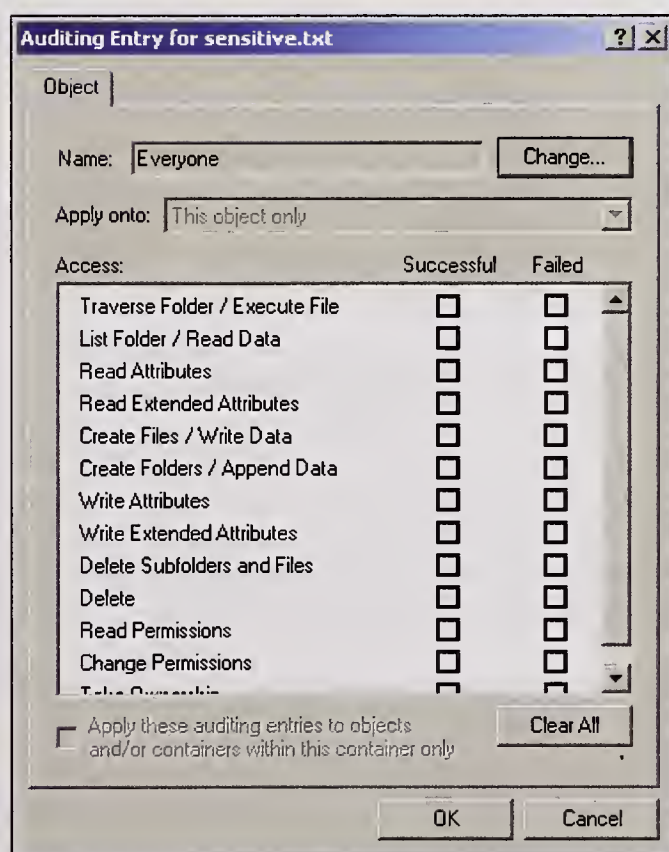 Auditing Entry for sensitive.txt
Object
Name: Everyone Change...
Apply onto: This object only
Access: Successful Failed
Traverse Folder / Execute File
List Folder / Read Data
Read Attributes
Read Extended Attributes
Create Files / Write Data
Create Folders / Append Data
Write Attributes
Write Extended Attributes
Delete Subfolders and Files
Delete
Read Permissions
Change Permissions
Take Ownership
Apply these auditing entries to objects
and/or containers within this container only
Clear All
OK Cancel